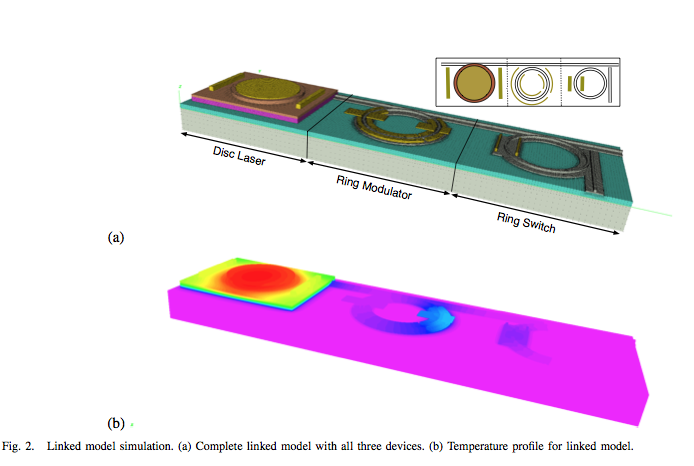 Disc Laser
Ring Modulator
Ring Switch
(a)
(b)
Fig. 2. Linked model simulation. (a) Complete linked model with all three devices. (b) Temperature profile for linked model.